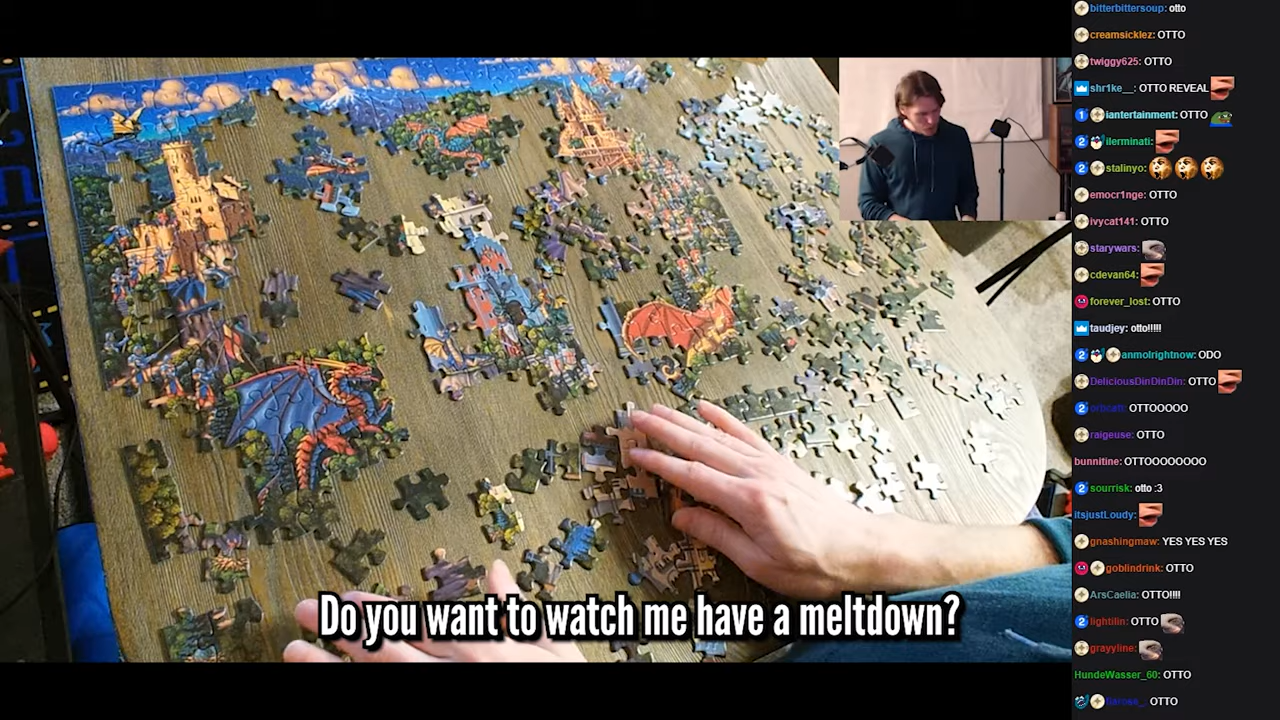 Do you want to watch me have a meltdown?
bitterbittersoup: otto
creamsicklez: OTTO
twiggy625: OTTO
shr1ke__: OTTO REVEAL
iantertainment: OTTO
ilerminati:
stalinyo:
emocr1nge: OTTO
ivycat141: OTTO
starywars:
cdevan64:
forever_lost: OTTO
taudjey: otto!!!!!
anmolrightnow: ODO
DeliciousDinDinDin: OTTO
OTTOOOOO
raigeuse: OTTO
bunnitine: OTTOOOOOOOO
sourrisk: otto :3
itsjustLoudy:
gnashingmaw: YES YES YES
goblindrink: OTTO
ArsCaelia: OTTO!!!!
lightilin: OTTO
grayyline:
HundeWasser_60: OTTO
OTTO